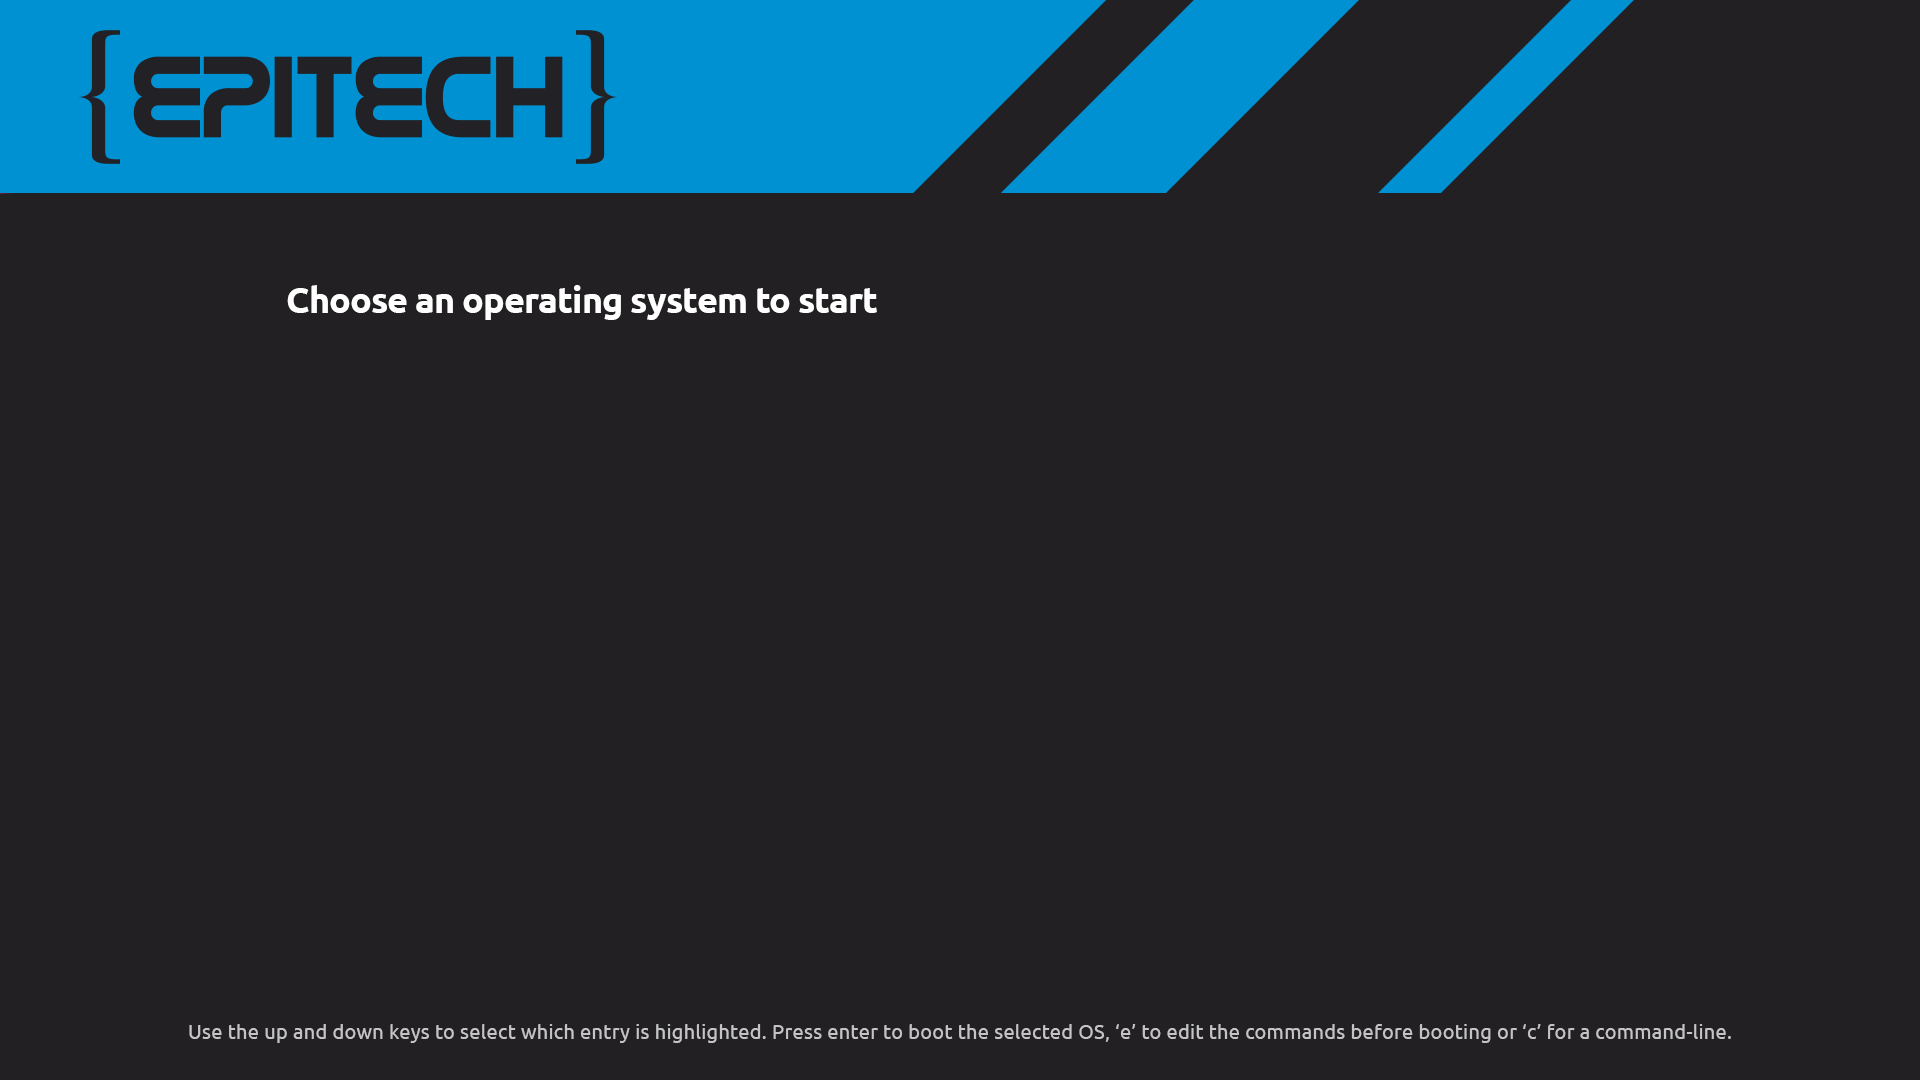 {EPITECH}
Choose an operating system to start
Use the up and down keys to select which entry is highlighted. Press enter to boot the selected OS, ‘e’ to edit the commands before booting or ‘c’ for a command-line.